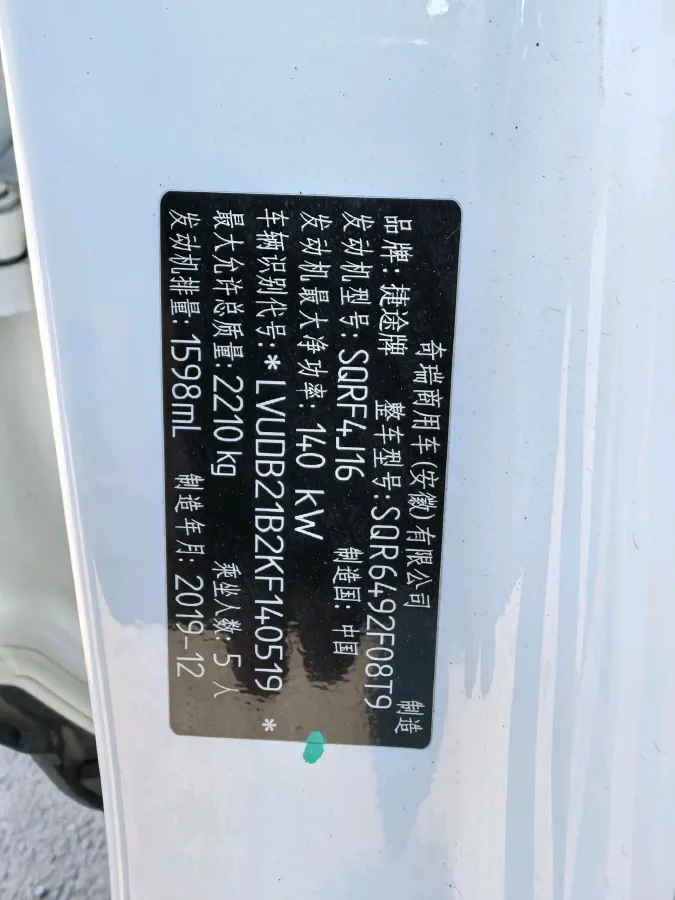 奇瑞商用车(安徽)有限公司 制造
品牌:捷途牌 整车型号:SQR6492F08T9
发动机型号:SQRF4J16 制造国:中国
发动机最大净功率:140 kW
车辆识别代号:*LVUDB21B2KF140519*
最大允许总质量:2210kg 乘坐人数:5人
发动机排量:1598mL 制造年月:2019-12